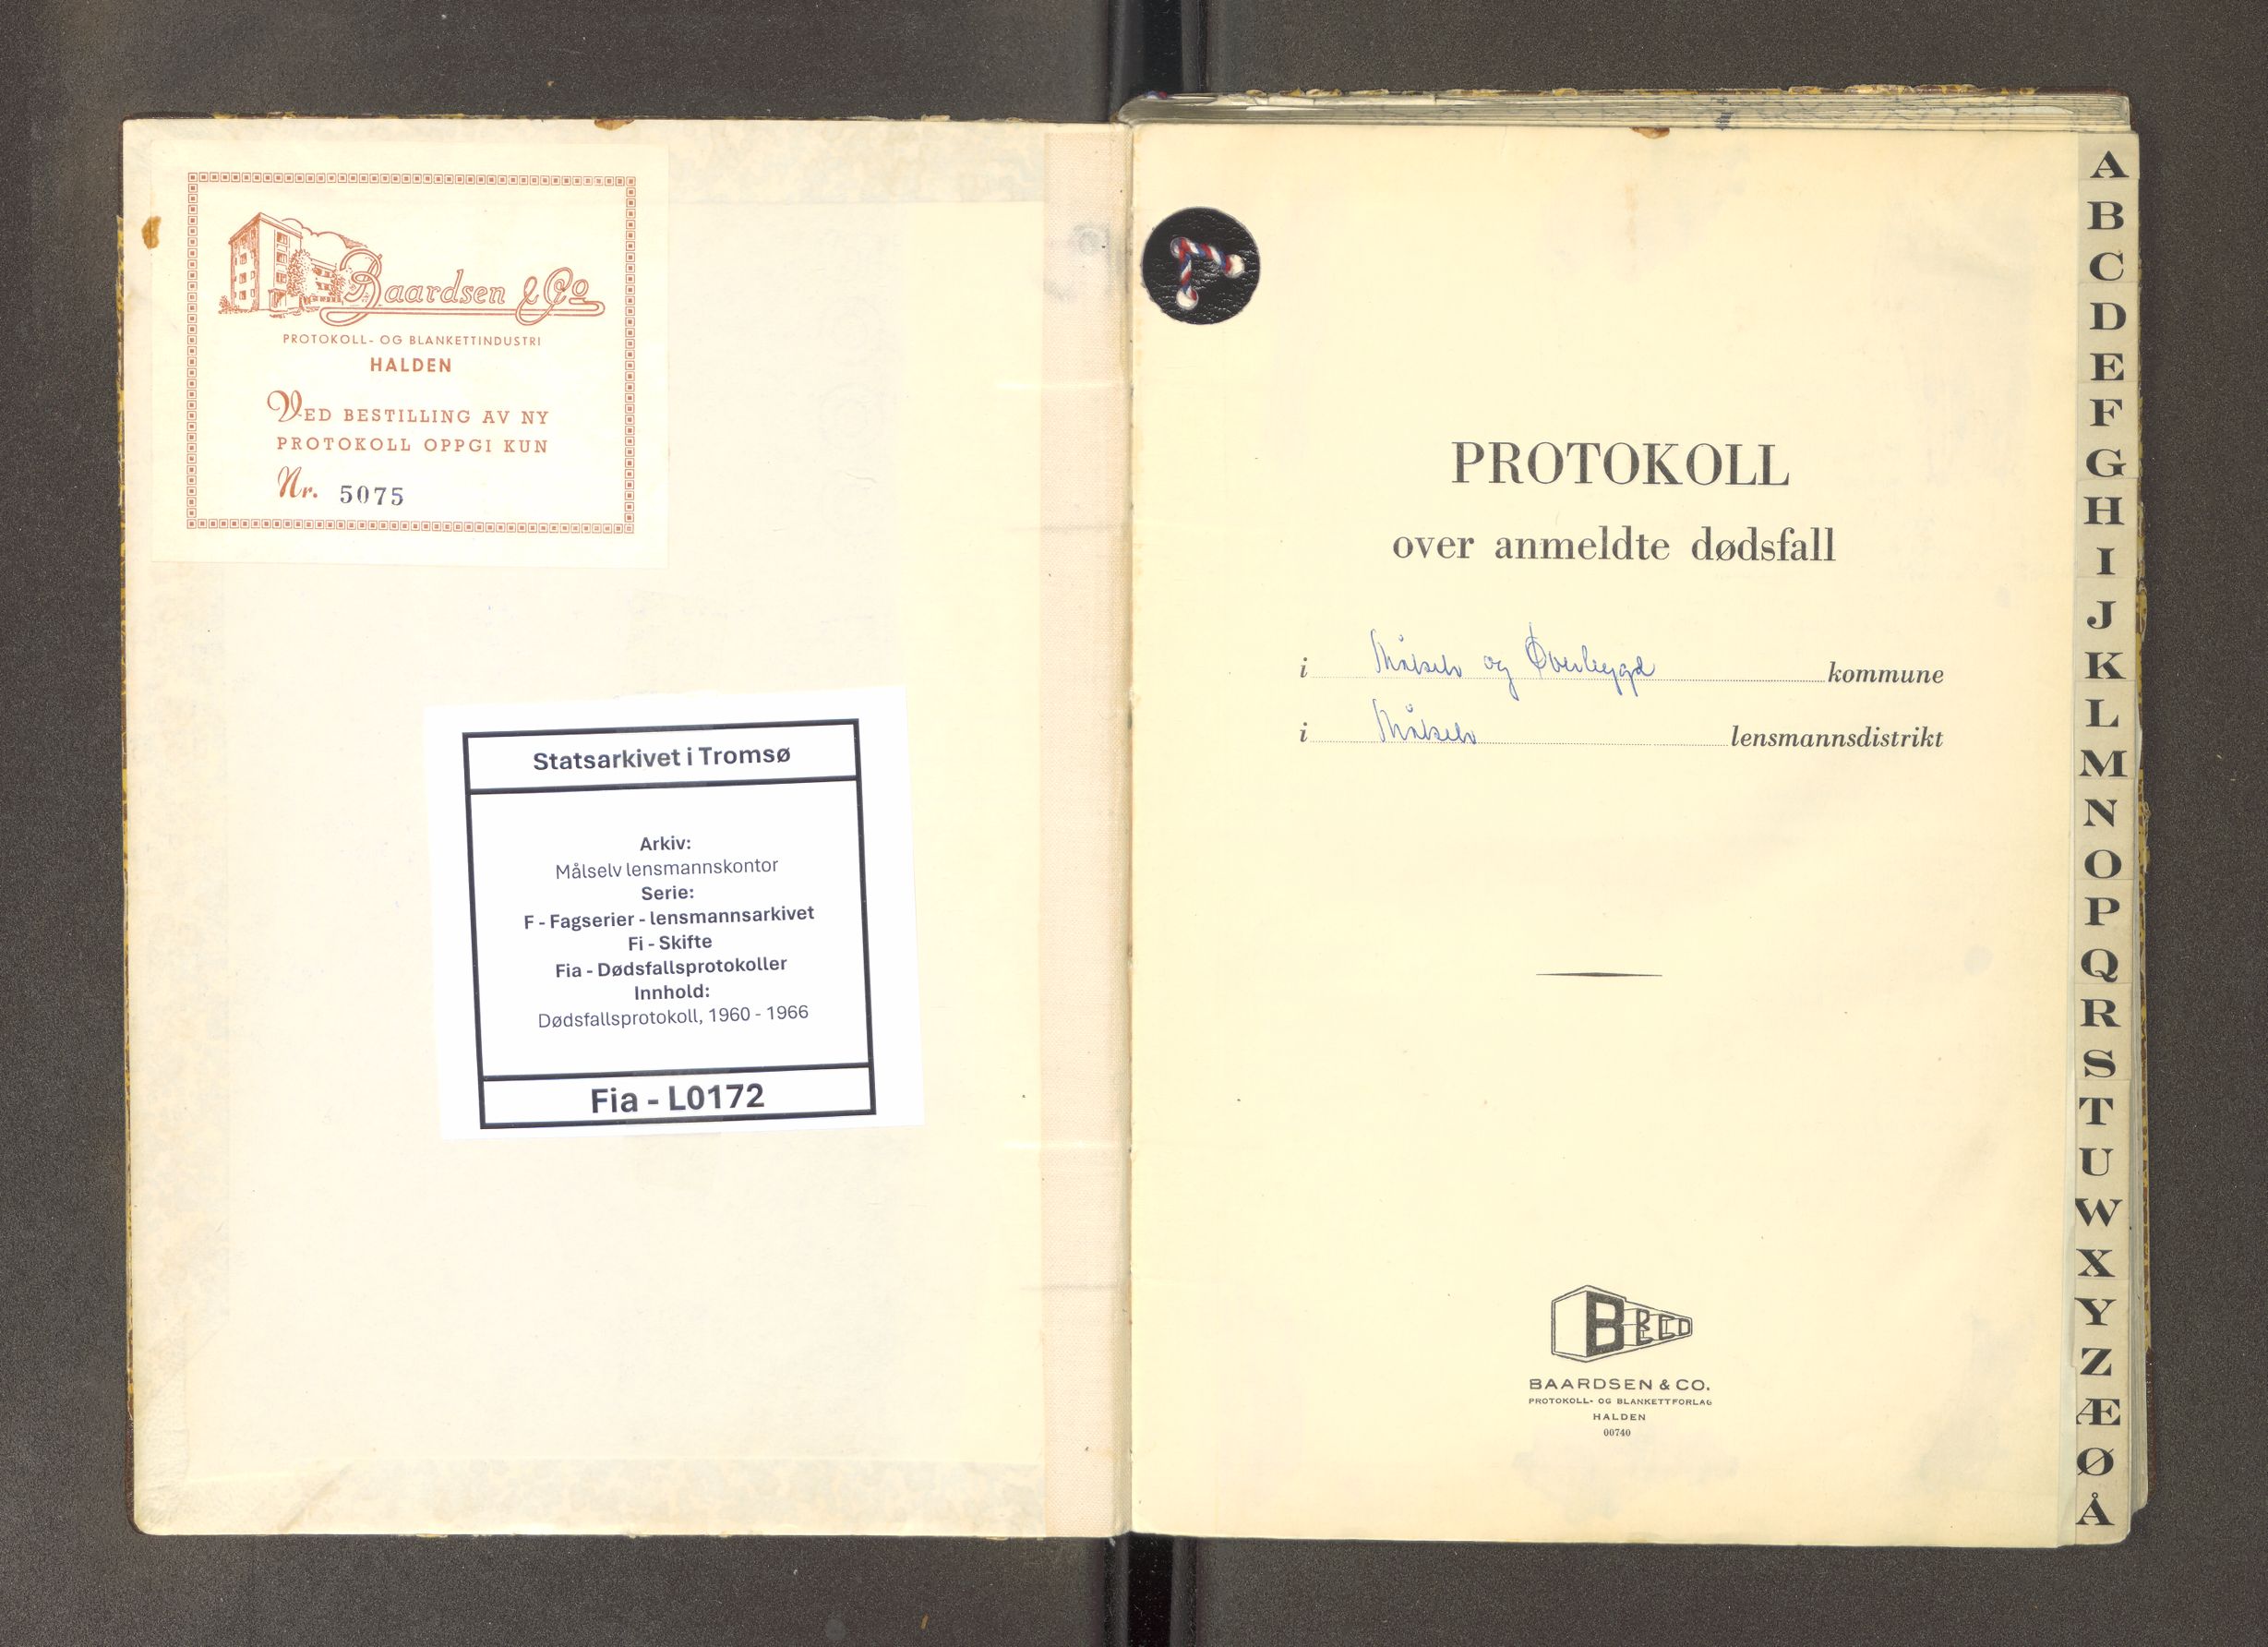 Baardsen & Co
PROTOKOLL- OG BLANKETTINDUSTRI
HALDEN
VED BESTILLING AV NY
PROTOKOLL OPPGI KUN
Nr. 5075
Statsarkivet i Tromsø
Arkiv:
Målselv lensmannskontor
Serie:
F - Fagserier - lensmannsarkivet
Fi - Skifte
Fia - Dødsfallsprotokoller
Innhold:
Dødsfallsprotokoll, 1960 - 1966
Fia - L0172
PROTOKOLL
over anmeldte dødsfall
i Målselv og Øverbygd kommune
i Målselv lensmannsdistrikt
BECO
BAARDSEN & CO.
PROTOKOLL- OG BLANKETTFORLAG
HALDEN
00740
A
B
C
D
E
F
G
H
I
J
K
L
M
N
O
P
Q
R
S
T
U
W
X
Y
Z
Æ
Ø
Å